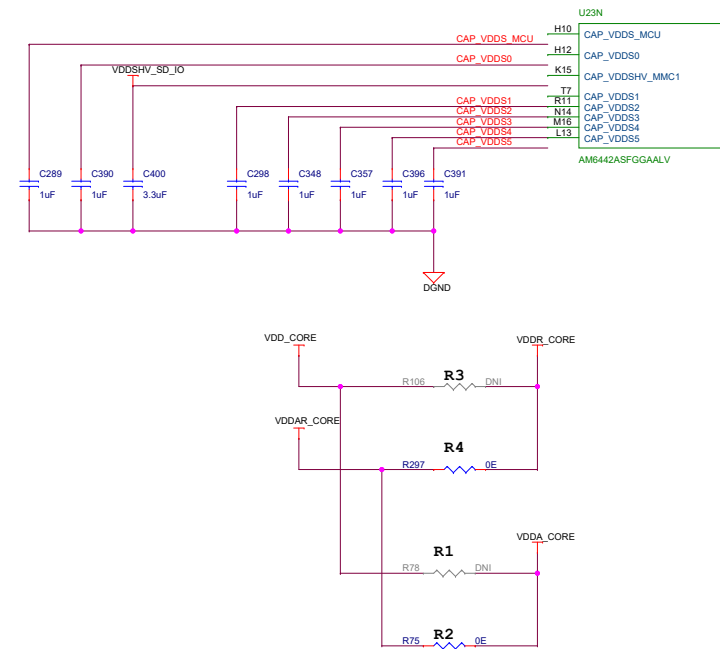 U23N
CAP_VDDS_MCU H10 CAP_VDDS_MCU
CAP_VDDS0 H12 CAP_VDDS0
VDDSHV_SD_IO K15 CAP_VDDSHV_MMC1
T7 CAP_VDDS1
CAP_VDDS1 R11 CAP_VDDS2
CAP_VDDS2 N14 CAP_VDDS3
CAP_VDDS3 M16 CAP_VDDS4
CAP_VDDS4 L13 CAP_VDDS5
CAP_VDDS5
AM6442ASFGGAALV
C289 C390 C400 C298 C348 C357 C396 C391
1uF 1uF 3.3uF 1uF 1uF 1uF 1uF 1uF
DGND
VDD_CORE VDDR_CORE
R106 R3 DNI
VDDAR_CORE
R4
R297 0E
VDDA_CORE
R1
R78 DNI
R75 R2 0E